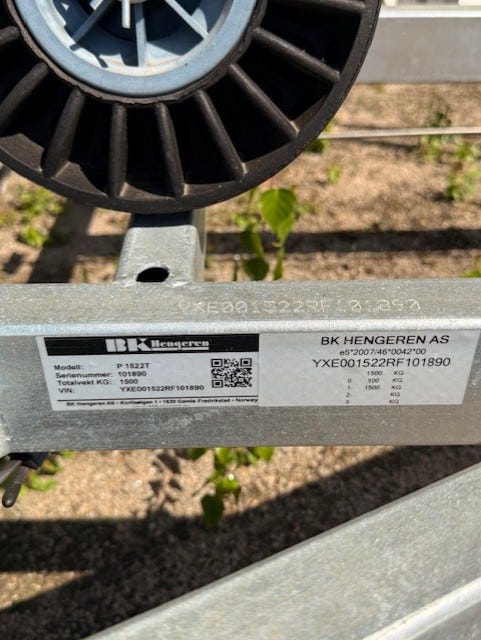 YXE001522RF101890
BK Hengeren
Modell: P 1522T
Serienummer: 101890
Totalvekt KG: 1500
VIN: YXE001522RF101890
BK Hengeren AS - Kortleggen 1 - 1630 Gamle Fredrikstad - Norway
BK HENGEREN AS
e5*2007/46*0042*00
YXE001522RF101890
1500 KG
0 100 KG
1 1500 KG
2 KG
3- KG